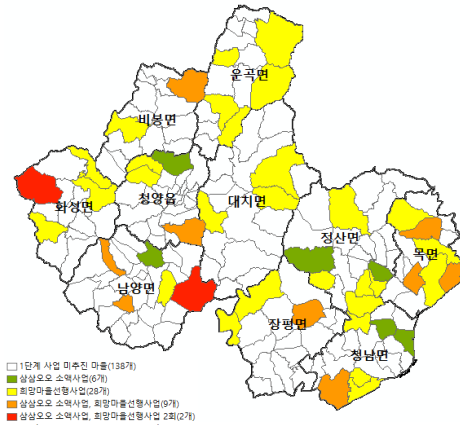 운곡면
비봉면
청양읍
대치면
화성면
정산면
목면
남양면
장평면
청남면
1단계 사업 미추진 마을(138개)
삼삼오오 소액사업(6개)
희망마을선행사업(28개)
삼삼오오 소액사업, 희망마을선행사업(9개)
삼삼오오 소액사업, 희망마을선행사업 2회(2개)